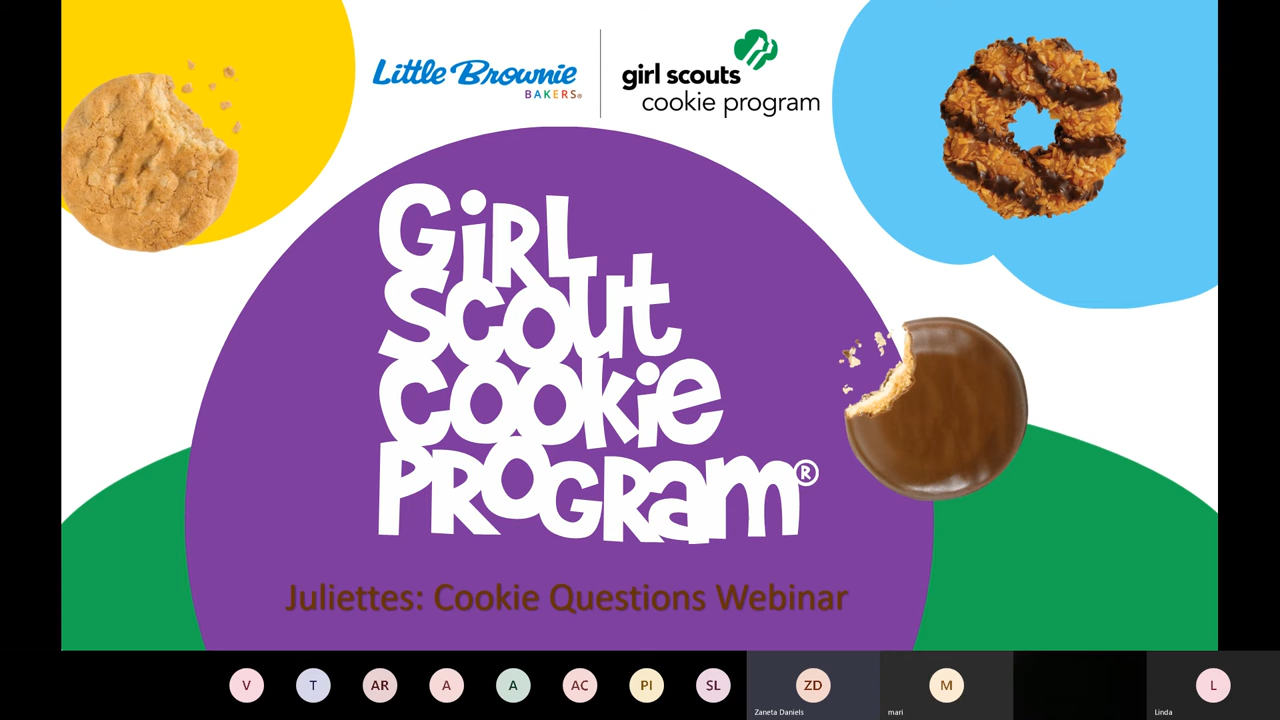 Little Brownie
BAKERS®
girl scouts
cookie program
GiRL
Scout
Cookie
PROGRam®
Juliettes: Cookie Questions Webinar
V T AR A A AC PI SL ZD M L
Zaneta Daniels mari Linda